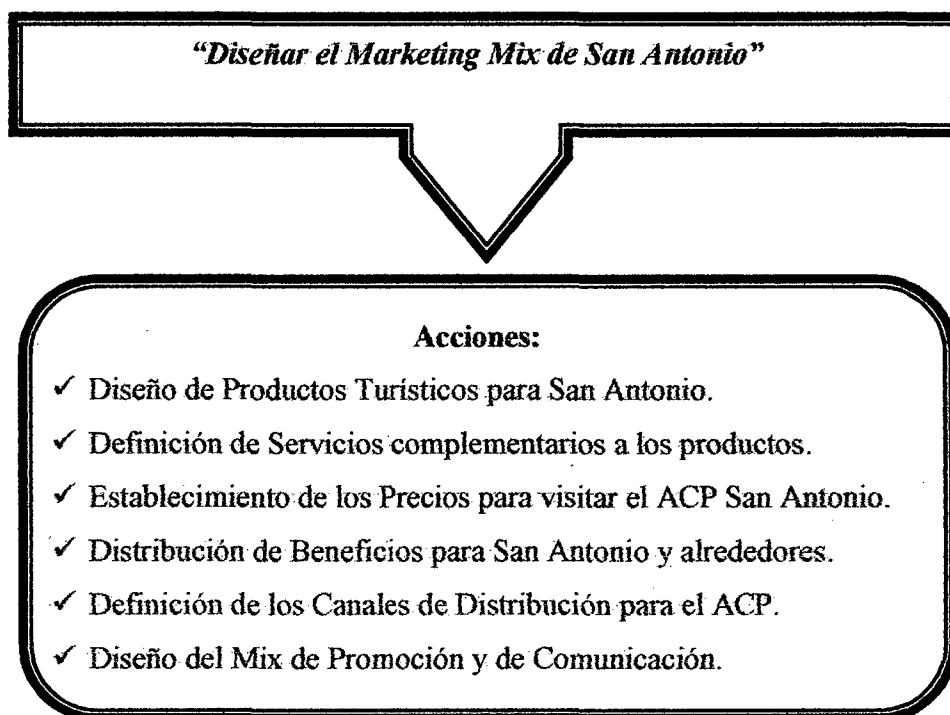 “Diseñar el Marketing Mix de San Antonio”
Acciones:
✓ Diseño de Productos Turísticos para San Antonio.
✓ Definición de Servicios complementarios a los productos.
✓ Establecimiento de los Precios para visitar el ACP San Antonio.
✓ Distribución de Beneficios para San Antonio y alrededores.
✓ Definición de los Canales de Distribución para el ACP.
✓ Diseño del Mix de Promoción y de Comunicación.